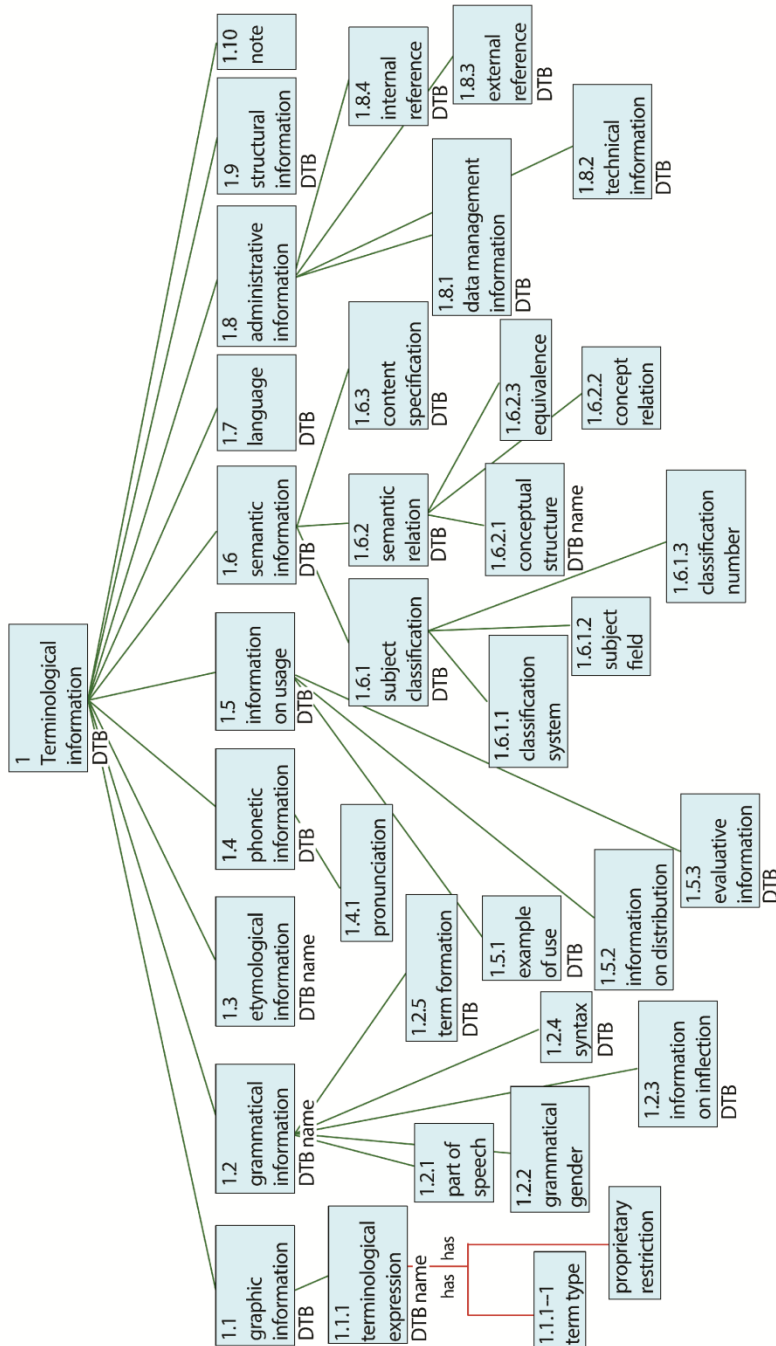 1
Terminological
information
DTB
1.1
graphic
information
DTB
1.2
grammatical
information
DTB name
1.3
etymological
information
DTB name
1.4
phonetic
information
DTB
1.5
information
on usage
DTB
1.6
semantic
information
DTB
1.7
language
DTB
1.8
administrative
information
1.9
structural
information
DTB
1.10
note
1.1.1
terminological
expression
DTB name
has
has
1.1.1–1
term type
proprietary
restriction
1.2.1
part of
speech
1.2.2
grammatical
gender
1.2.3
information
on inflection
DTB
1.2.4
syntax
DTB
1.2.5
term formation
DTB
1.4.1
pronunciation
1.5.1
example
of use
DTB
1.5.2
information
on distribution
1.5.3
evaluative
information
DTB
1.6.1
subject
classification
DTB
1.6.1.1
classification
system
1.6.1.2
subject
field
1.6.1.3
classification
number
1.6.2
semantic
relation
DTB
1.6.2.1
conceptual
structure
DTB name
1.6.2.3
equivalence
1.6.2.2
concept
relation
1.6.3
content
specification
DTB
1.8.1
data management
information
DTB
1.8.4
internal
reference
DTB
1.8.3
external
reference
DTB
1.8.2
technical
information
DTB